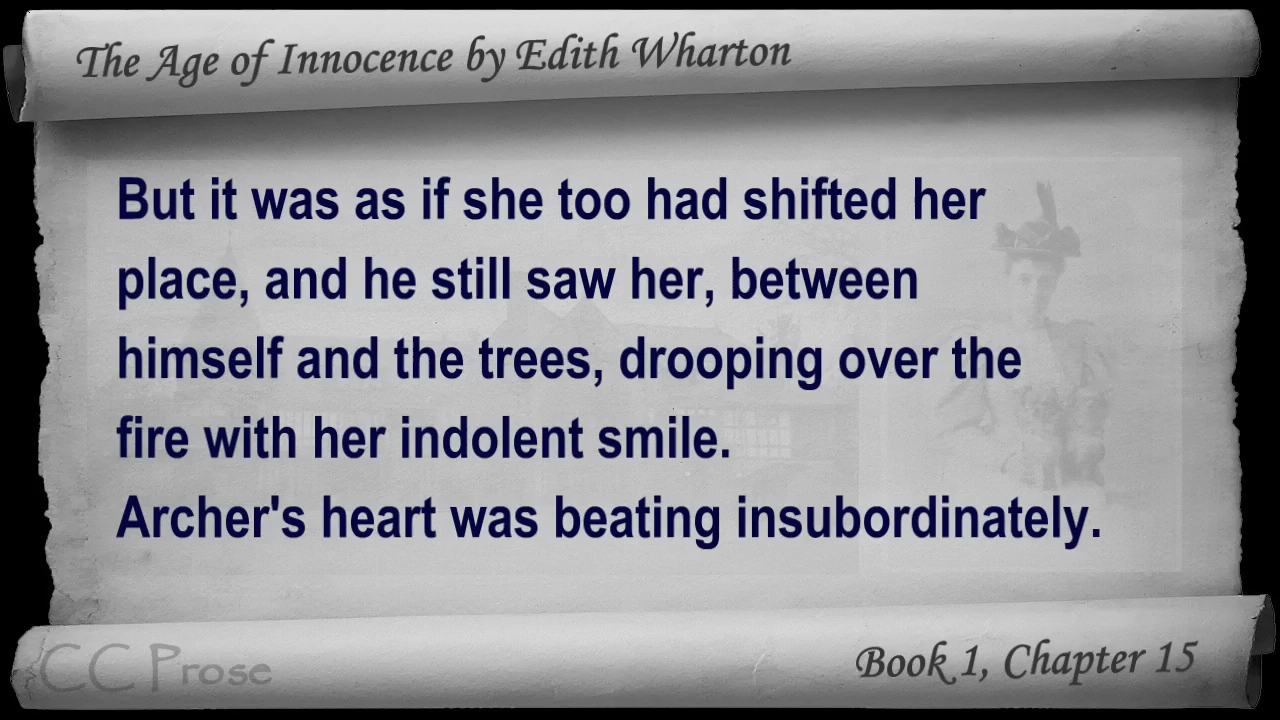 The Age of Innocence by Edith Wharton
But it was as if she too had shifted her
place, and he still saw her, between
himself and the trees, drooping over the
fire with her indolent smile.
Archer's heart was beating insubordinately.
CC Prose
Book 1, Chapter 15